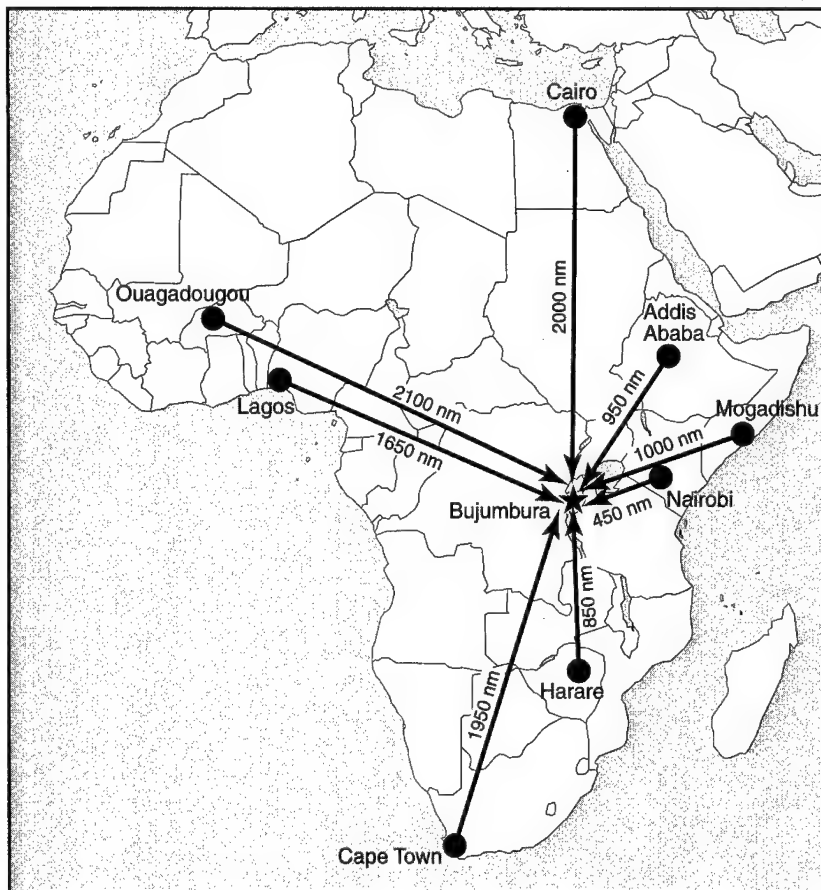 Cairo
2000 nm
Ouagadougou
Addis
Ababa
950 nm
2100 nm
Lagos
1650 nm
Mogadishu
1000 nm
Nairobi
450 nm
Bujumbura
850 nm
Harare
1950 nm
Cape Town